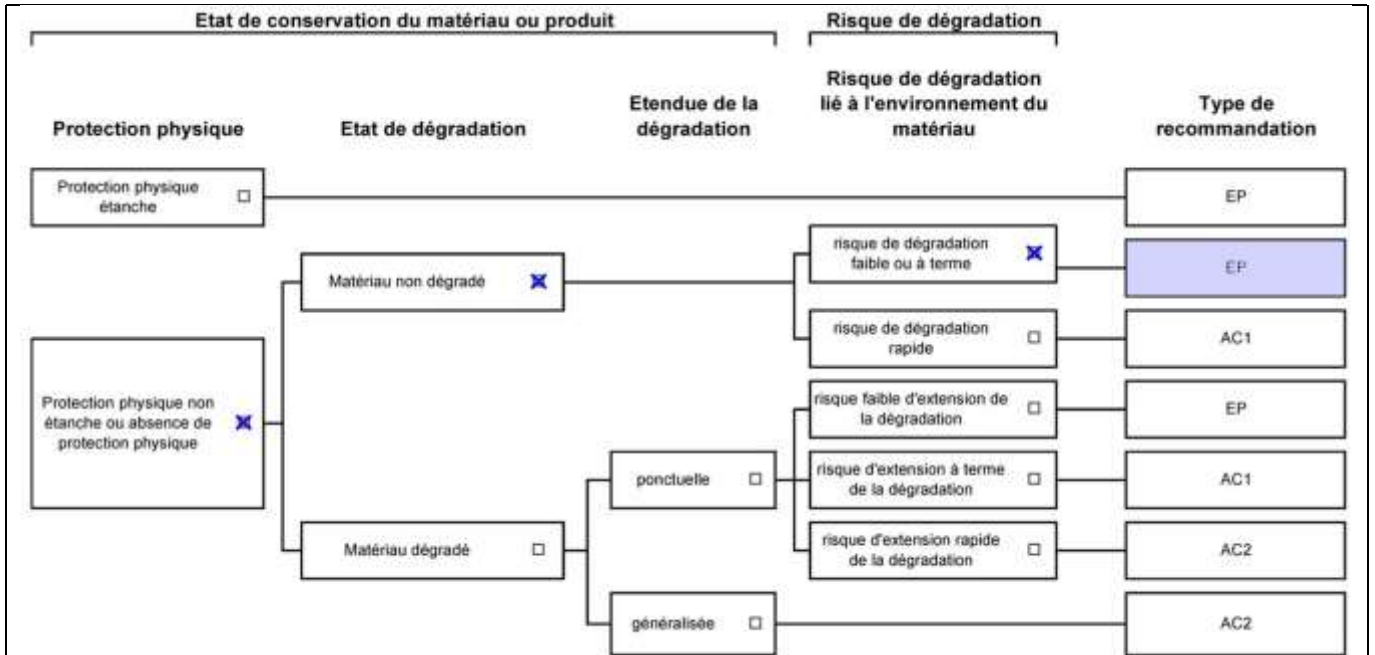 Etat de conservation du matériau ou produit
Risque de dégradation
Protection physique
Etat de dégradation
Etendue de la
dégradation
Risque de dégradation
lié à l'environnement du
matériau
Type de
recommandation
Protection physique
étanche
EP
Matériau non dégradé
risque de dégradation
faible ou à terme
EP
risque de dégradation
rapide
AC1
Protection physique non
étanche ou absence de
protection physique
risque faible d'extension de
la dégradation
EP
ponctuelle
risque d'extension à terme
de la dégradation
AC1
Matériau dégradé
risque d'extension rapide
de la dégradation
AC2
généralisée
AC2